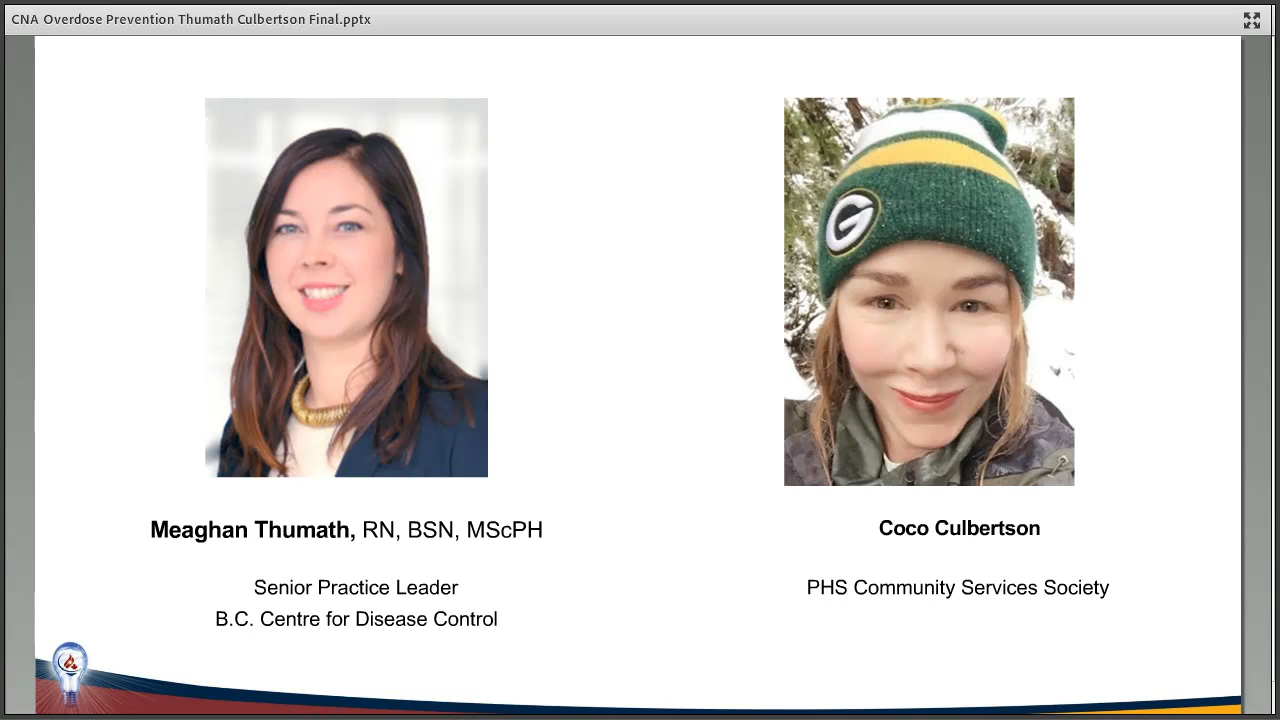 CNA Overdose Prevention Thumath Culbertson Final.pptx
G
Meaghan Thumath, RN, BSN, MScPH
Senior Practice Leader
B.C. Centre for Disease Control
Coco Culbertson
PHS Community Services Society